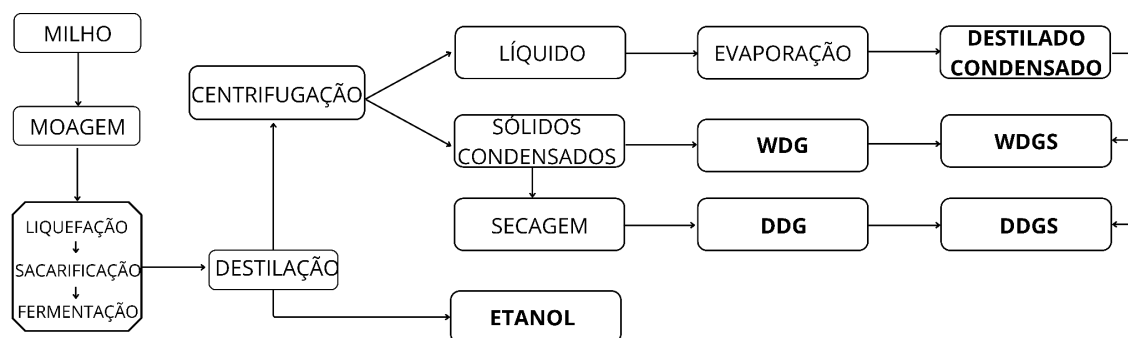 MILHO
MOAGEM
LIQUEFAÇÃO
SACARIFICAÇÃO
FERMENTAÇÃO
DESTILAÇÃO
CENTRIFUGAÇÃO
LÍQUIDO
EVAPORAÇÃO
DESTILADO
CONDENSADO
SÓLIDOS
CONDENSADOS
WDG
WDGS
SECAGEM
DDG
DDGS
ETANOL